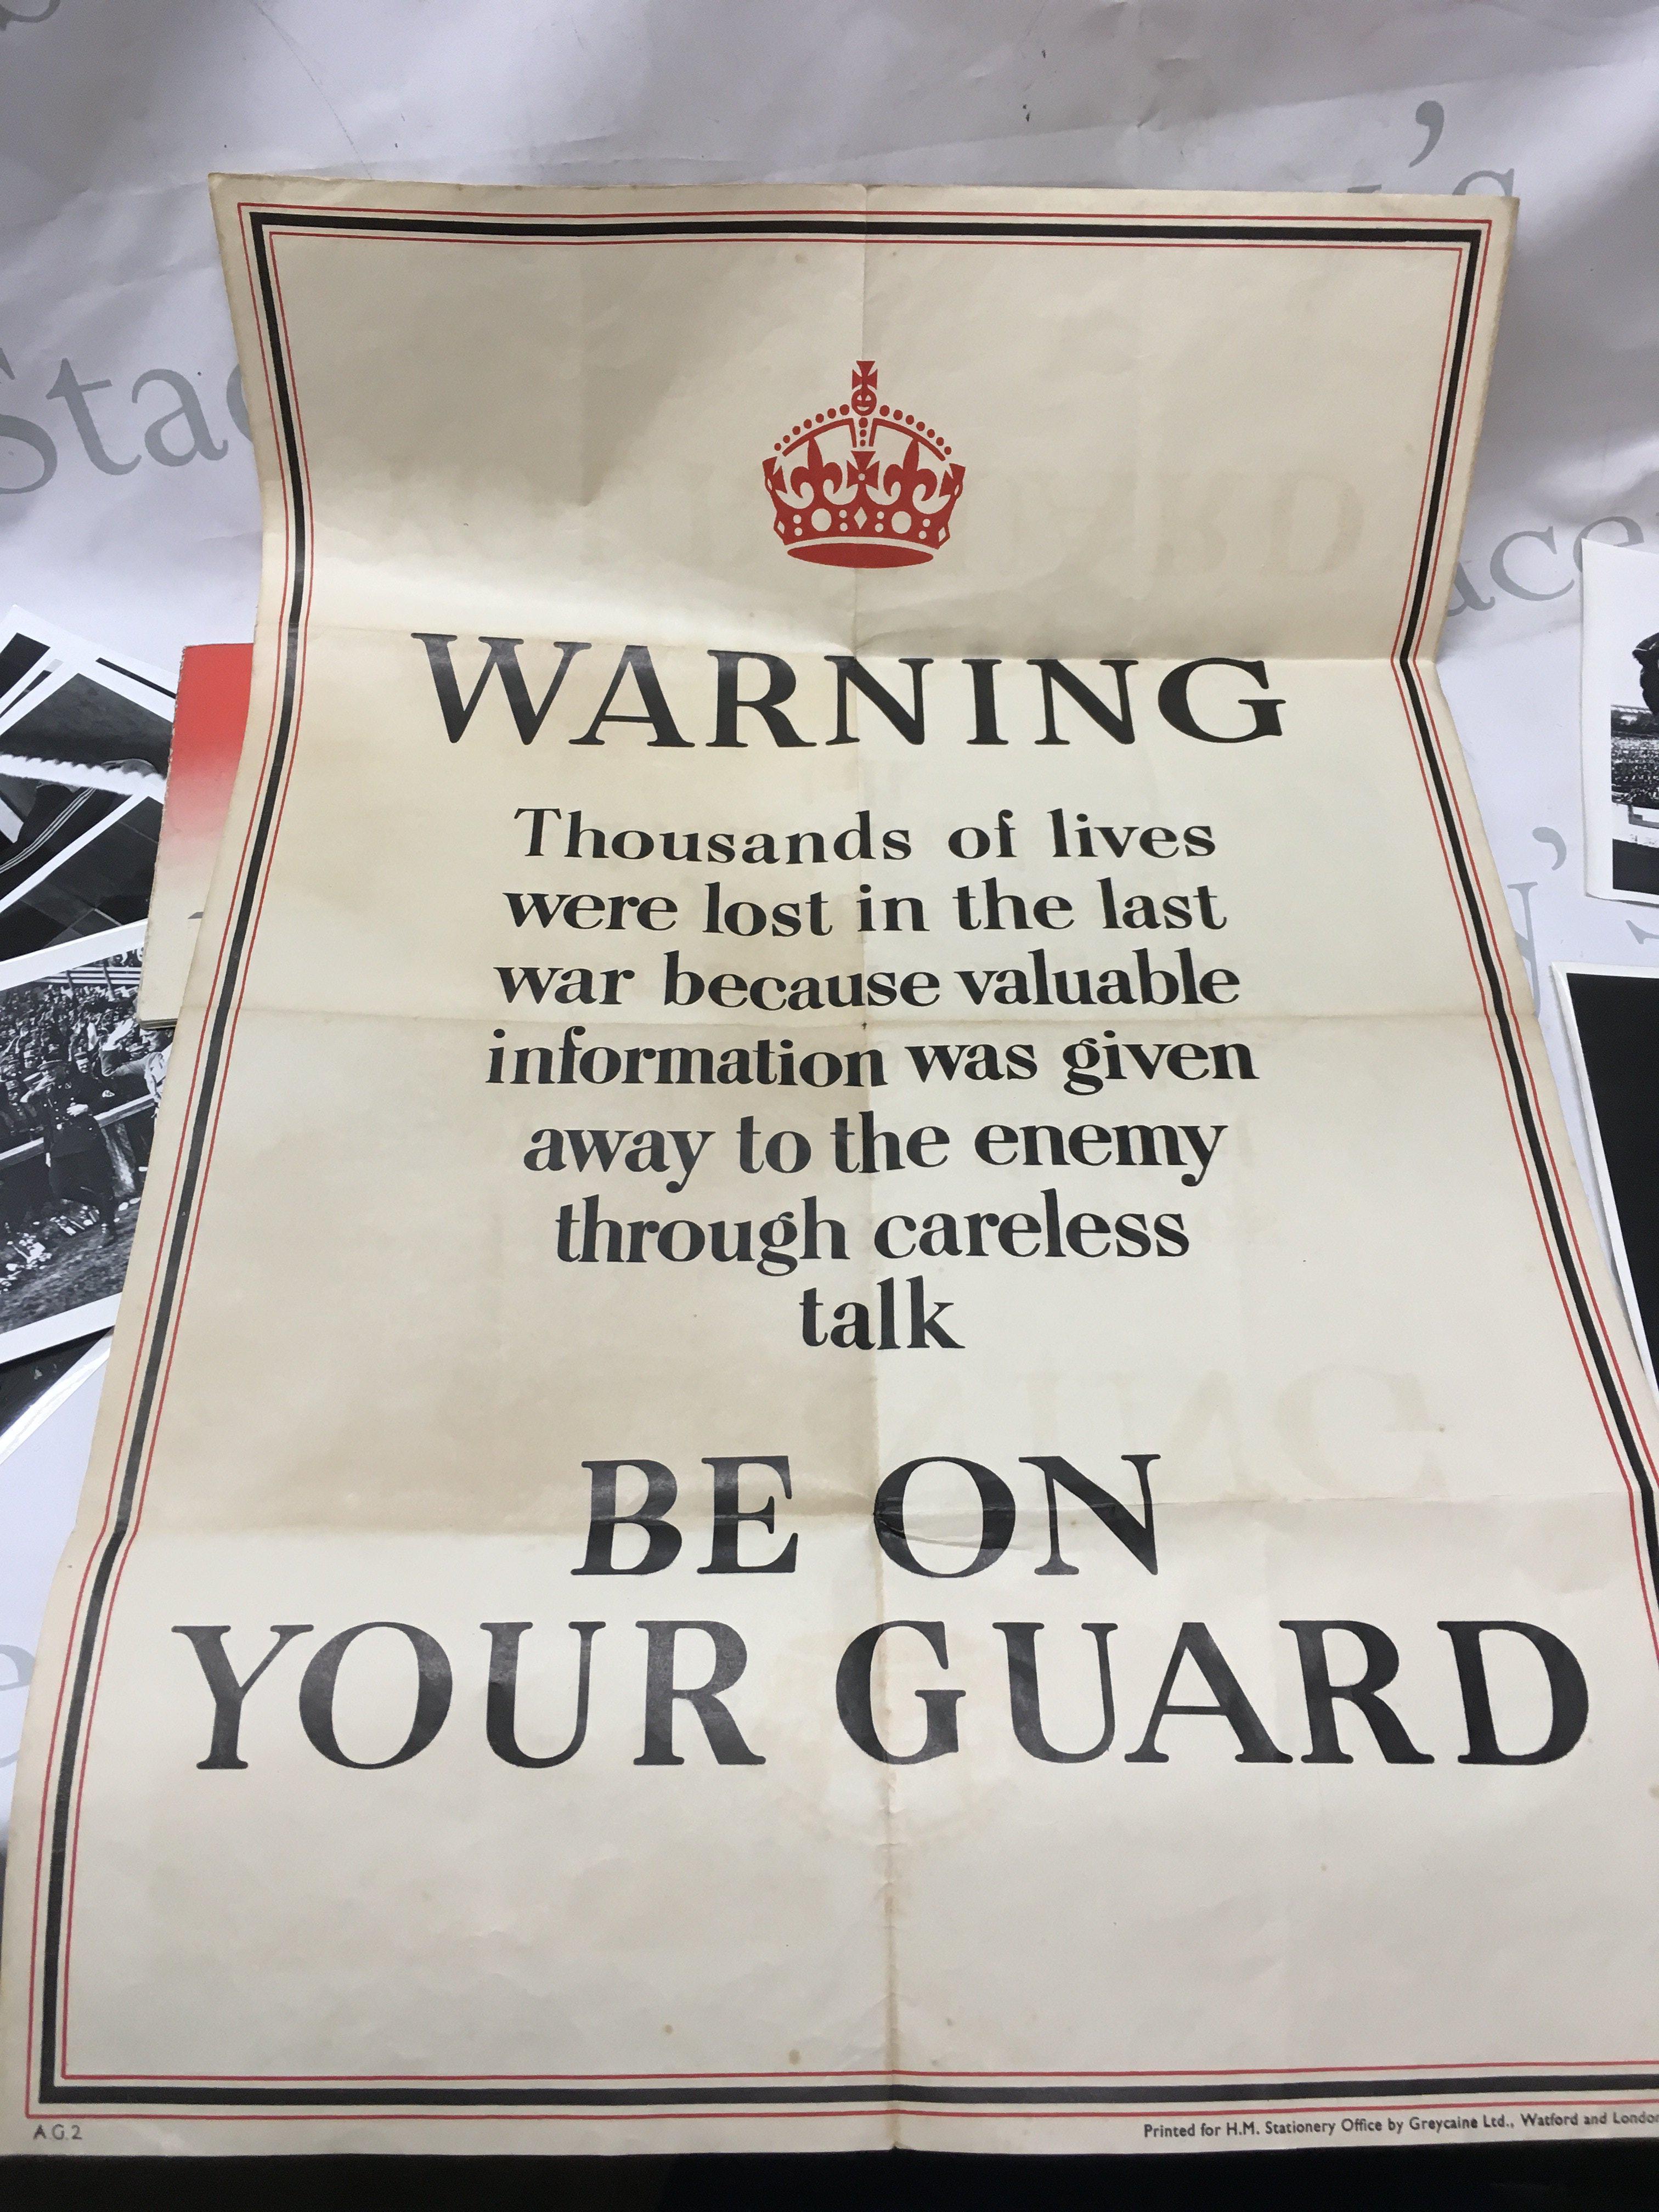 WARNING
Thousands of lives
were lost in the last
war because valuable
information was given
away to the enemy
through careless
talk
BE ON
YOUR GUARD
A.G.2
Printed for H.M. Stationery Office by Greycaine Ltd., Watford and London